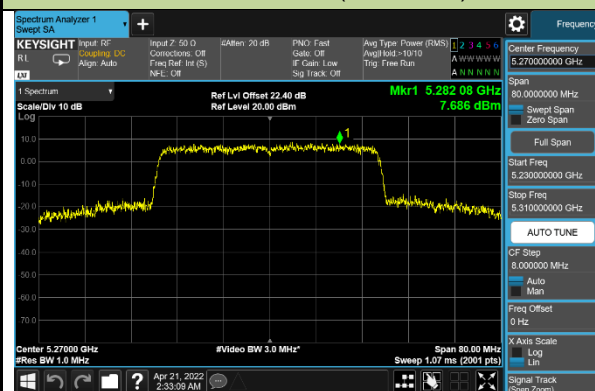 Spectrum Analyzer 1
Swept SA
Frequency
KEYSIGHT
RL
LXI
Input: RF
Coupling: DC
Align: Auto
Input Z: 50 Ω
Corrections: Off
Freq Ref: Int (S)
NFE: Off
#Atten: 20 dB
PNO: Fast
Gate: Off
IF Gain: Low
Sig Track: Off
Avg Type: Power (RMS)
Avg|Hold:>10/10
Trig: Free Run
1 2 3 4 5 6
A W W W W W
A N N N N N
1 Spectrum
Scale/Div 10 dB
Log
Ref Lvl Offset 22.40 dB
Ref Level 20.00 dBm
Mkr1 5.282 08 GHz
7.686 dBm
1
10.0
0.00
-10.0
-20.0
-30.0
-40.0
-50.0
-60.0
-70.0
Center 5.27000 GHz
#Res BW 1.0 MHz
#Video BW 3.0 MHz*
Span 80.00 MHz
Sweep 1.07 ms (2001 pts)
Center Frequency
5.270000000 GHz
Span
80.0000000 MHz
Swept Span
Zero Span
Full Span
Start Freq
5.230000000 GHz
Stop Freq
5.310000000 GHz
AUTO TUNE
CF Step
8.000000 MHz
Auto
Man
Freq Offset
0 Hz
X Axis Scale
Log
Lin
Signal Track
(Span Zoom)
Apr 21, 2022
2:33:09 AM